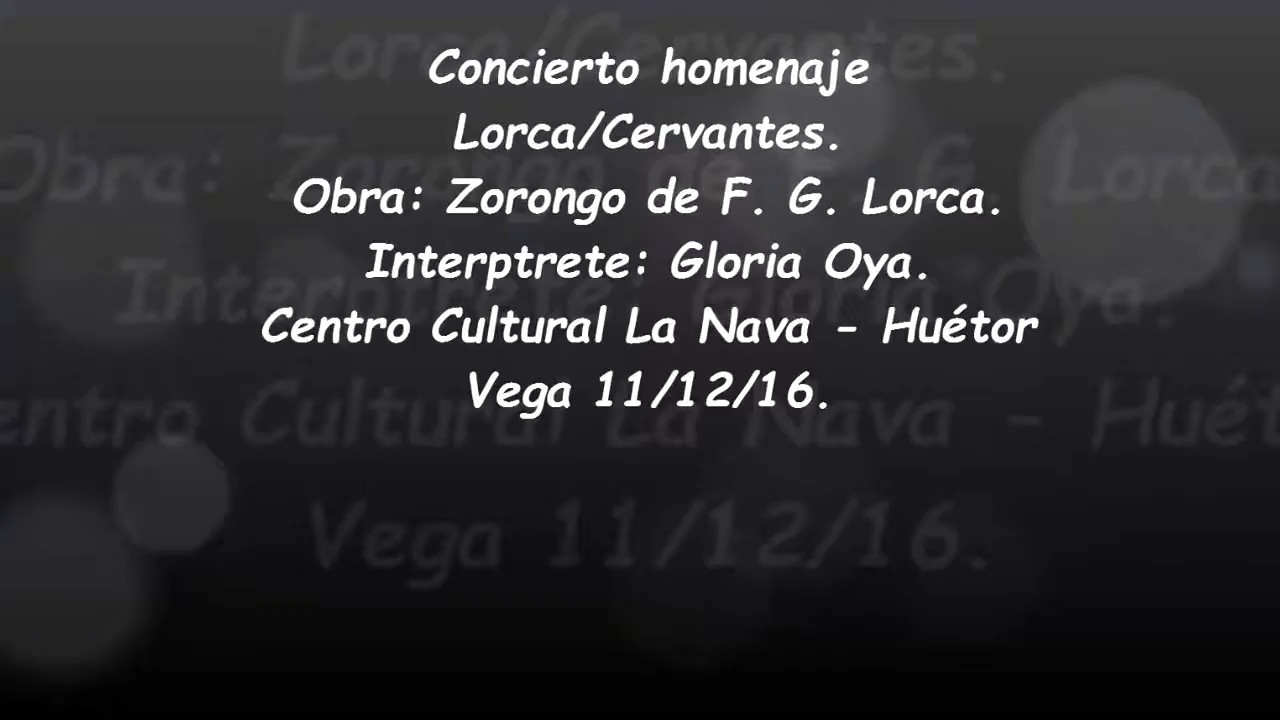 Concierto homenaje
Lorca/Cervantes.
Obra: Zorongo de F. G. Lorca.
Interptrete: Gloria Oya.
Centro Cultural La Nava - Huétor
Vega 11/12/16.